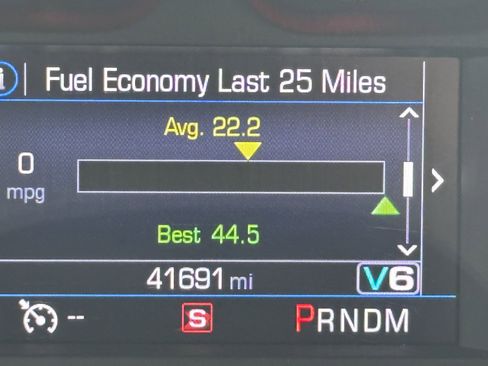 i Fuel Economy Last 25 Miles
Avg. 22.2
0
mpg
Best 44.5
41691 mi V6
-- S PRNDM